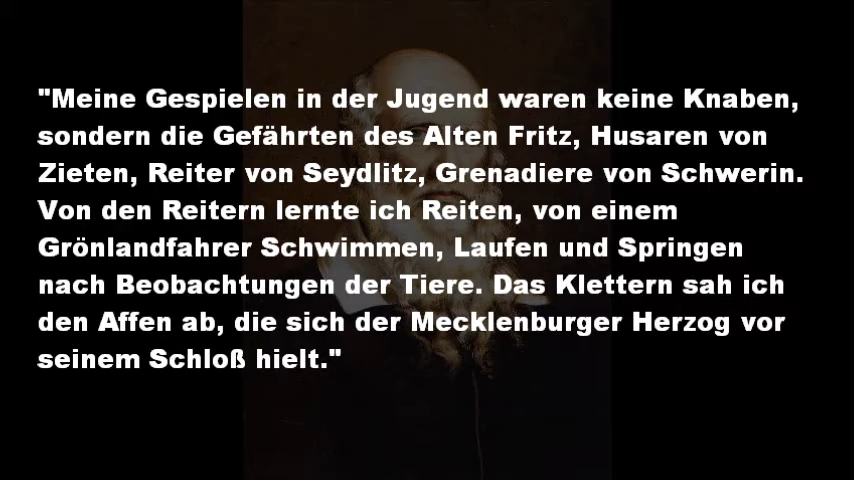 "Meine Gespielen in der Jugend waren keine Knaben,
sondern die Gefährten des Alten Fritz, Husaren von
Zieten, Reiter von Seydlitz, Grenadiere von Schwerin.
Von den Reitern lernte ich Reiten, von einem
Grönlandfahrer Schwimmen, Laufen und Springen
nach Beobachtungen der Tiere. Das Klettern sah ich
den Affen ab, die sich der Mecklenburger Herzog vor
seinem Schloß hielt."